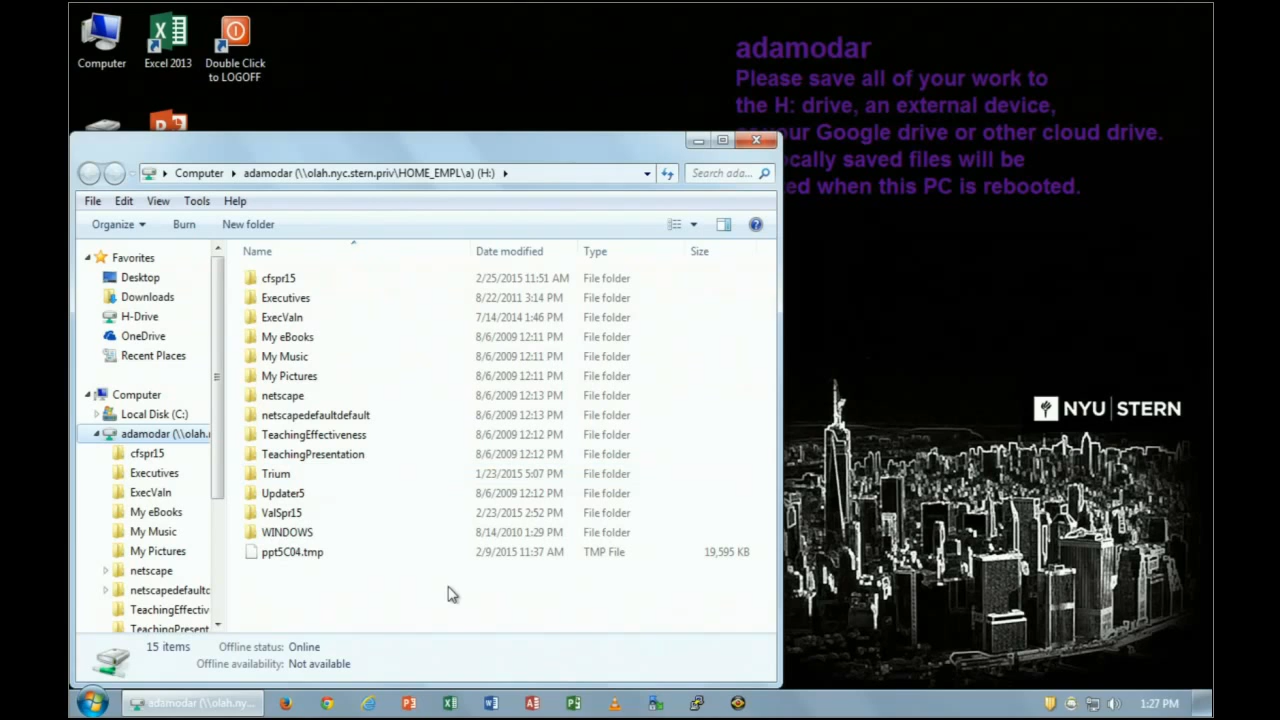 Computer
Excel 2013
Double Click
to LOGOFF
adamodar
Please save all of your work to
the H: drive, an external device,
your Google drive or other cloud drive.
saved files will be
when this PC is rebooted.
Computer adamodar (\\olah.nyc.stern.priv\HOME_EMPL\a) (H:)
Search ada...
File Edit View Tools Help
Organize Burn New folder
Name Date modified Type Size
Favorites
Desktop
Downloads
H-Drive
OneDrive
Recent Places
Computer
Local Disk (C:)
adamodar (\\olah.n
cfspr15
Executives
ExecValn
My eBooks
My Music
My Pictures
netscape
netscapedefaultc
TeachingEffectiv
TeachingPresent
cfspr15 2/25/2015 11:51 AM File folder
Executives 8/22/2011 3:14 PM File folder
ExecValn 7/14/2014 1:46 PM File folder
My eBooks 8/6/2009 12:11 PM File folder
My Music 8/6/2009 12:11 PM File folder
My Pictures 8/6/2009 12:11 PM File folder
netscape 8/6/2009 12:13 PM File folder
netscapedefaultdefault 8/6/2009 12:13 PM File folder
TeachingEffectiveness 8/6/2009 12:12 PM File folder
TeachingPresentation 8/6/2009 12:12 PM File folder
Trium 1/23/2015 5:07 PM File folder
Updater5 8/6/2009 12:12 PM File folder
ValSpr15 2/23/2015 2:52 PM File folder
WINDOWS 8/14/2010 1:29 PM File folder
ppt5C04.tmp 2/9/2015 11:37 AM TMP File 19,595 KB
15 items Offline status: Online
Offline availability: Not available
NYU STERN
adamodar (\\olah.ny...
1:27 PM